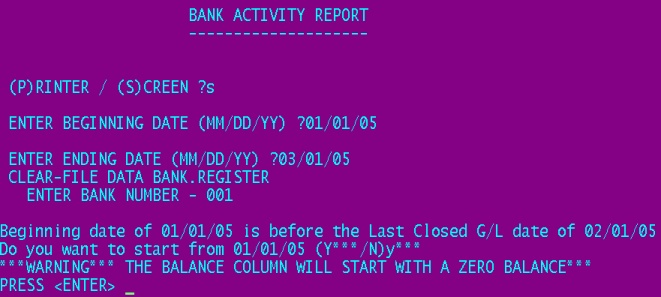 BANK ACTIVITY REPORT
--------------------
(P)RINTER / (S)CREEN ?s
ENTER BEGINNING DATE (MM/DD/YY) ?01/01/05
ENTER ENDING DATE (MM/DD/YY) ?03/01/05
CLEAR-FILE DATA BANK.REGISTER
ENTER BANK NUMBER - 001
Beginning date of 01/01/05 is before the Last Closed G/L date of 02/01/05
Do you want to start from 01/01/05 (Y***/N)y***
***WARNING*** THE BALANCE COLUMN WILL START WITH A ZERO BALANCE***
PRESS <ENTER> _